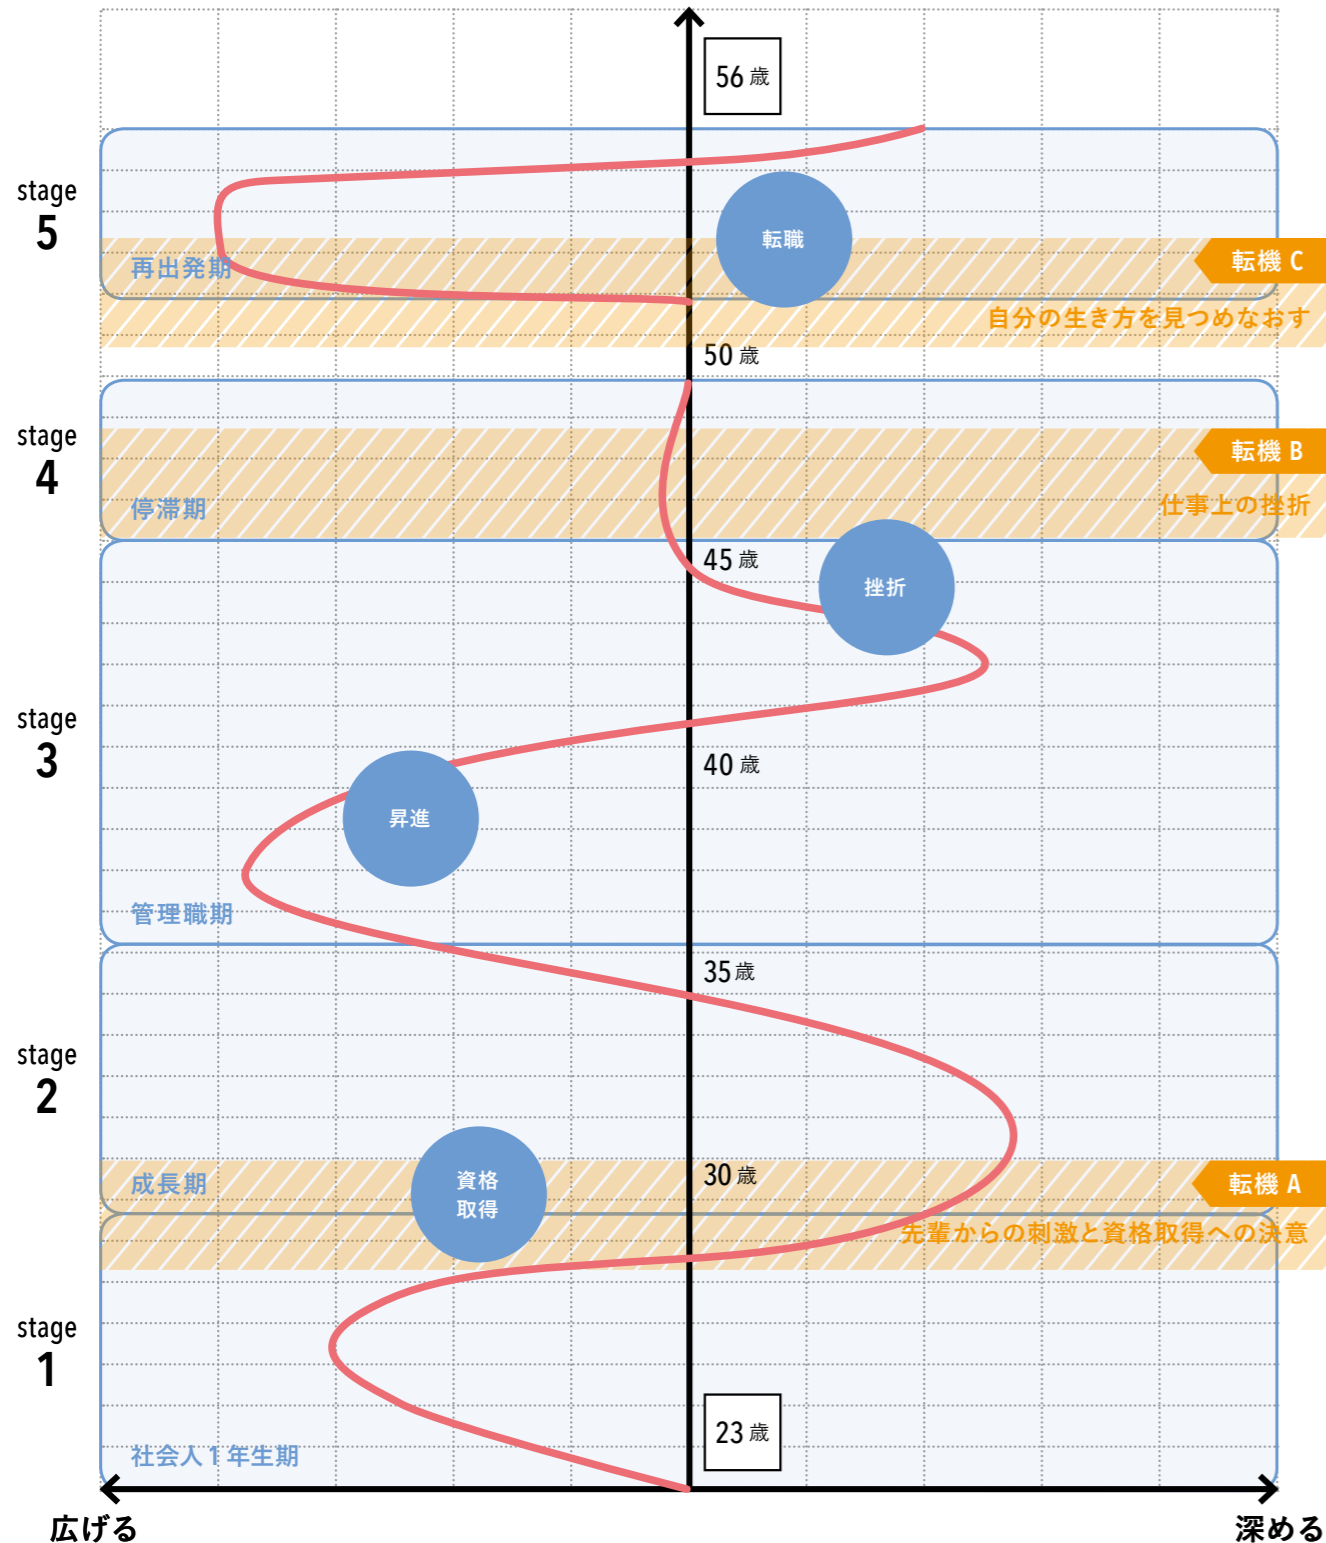 56 歳
stage
5
転職
転機 C
再出発期
自分の生き方を見つめなおす
50 歳
stage
4
転機 B
停滞期
仕事上の挫折
45 歳
挫折
stage
3
40 歳
昇進
管理職期
35 歳
stage
2
資格
取得
30 歳
転機 A
成長期
先輩からの刺激と資格取得への決意
stage
1
23 歳
社会人1年生期
広げる
深める